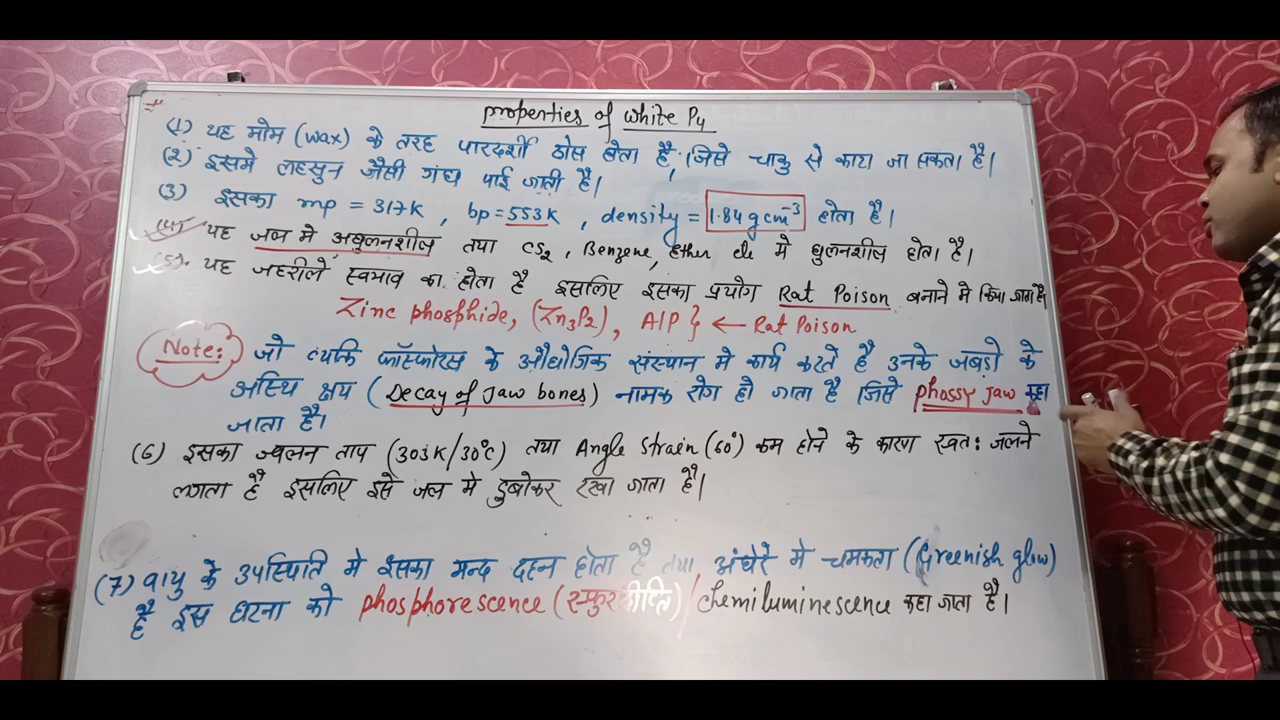 properties of white P4
(1) यह मोम (wax) के तरह पारदर्शी ठोस होता है, जिसे चाकु से काटा जा सकता है।
(2) इसमे लहसुन जैसी गंध पाई जाती है।
(3) इसका mp = 317K, bp = 553K, density = 1.84 g cm⁻³ होता है।
(4) यह जल मे अघुलनशील तथा CS₂, Benzene, Ether etc मे घुलनशील होता है।
(5). यह जहरीले स्वभाव का होता है इसलिए इसका प्रयोग Rat Poison बनाने मे किया जाता है।
Zinc phosphide, (Zn3P2), AlP } ← Rat Poison
Note: जो व्यक्ति फॉस्फोरस के औद्योगिक संस्थान मे कार्य करते है उनके जबड़ो के
अस्थि क्षय (Decay of Jaw bones) नामक रोग हो जाता है जिसे phossy jaw कहा
जाता है।
(6) इसका ज्वलन ताप (303K/30°C) तथा Angle Strain (60°) कम होने के कारण स्वत: जलने
लगता है इसलिए इसे जल मे डुबोकर रखा जाता है।
(7) वायु के उपस्थिति मे इसका मन्द दहन होता है तथा अंधेरे मे चमकता (Greenish glow)
है इस घटना को phosphorescence (स्फुरदीप्ति) / chemiluminescence कहा जाता है।